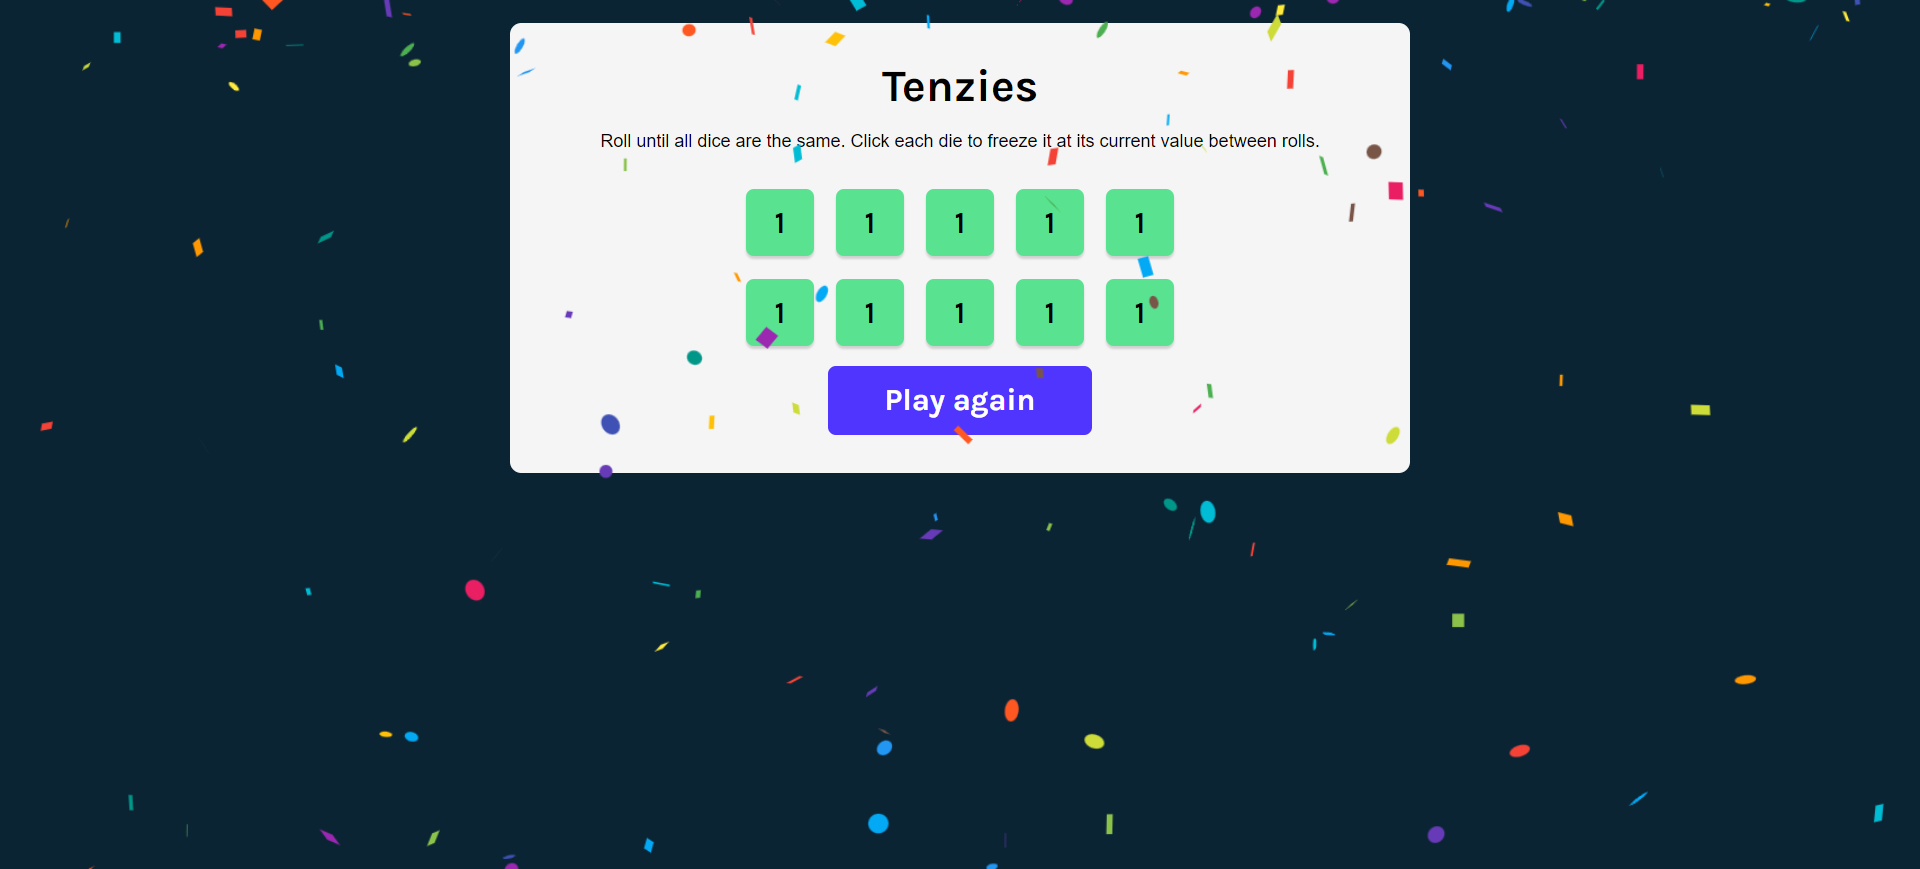 Tenzies
Roll until all dice are the same. Click each die to freeze it at its current value between rolls.
1 1 1 1 1
1 1 1 1 1
Play again